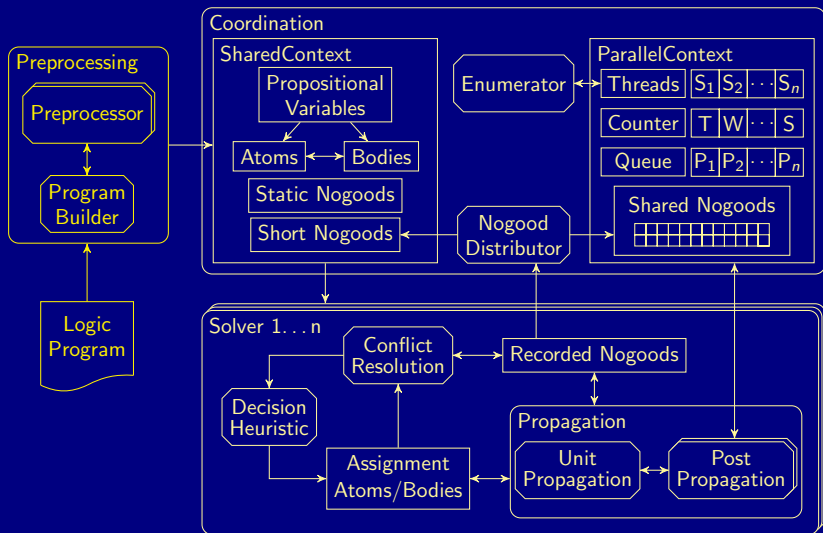 Preprocessing
Preprocessor
Program
Builder
Logic
Program
Coordination
SharedContext
Propositional
Variables
Atoms
Bodies
Static Nogoods
Short Nogoods
Enumerator
Nogood
Distributor
ParallelContext
Threads S₁ S₂ ··· Sₙ
Counter T W ··· S
Queue P₁ P₂ ··· Pₙ
Shared Nogoods
Solver 1...n
Conflict
Resolution
Recorded Nogoods
Decision
Heuristic
Assignment
Atoms/Bodies
Propagation
Unit
Propagation
Post
Propagation